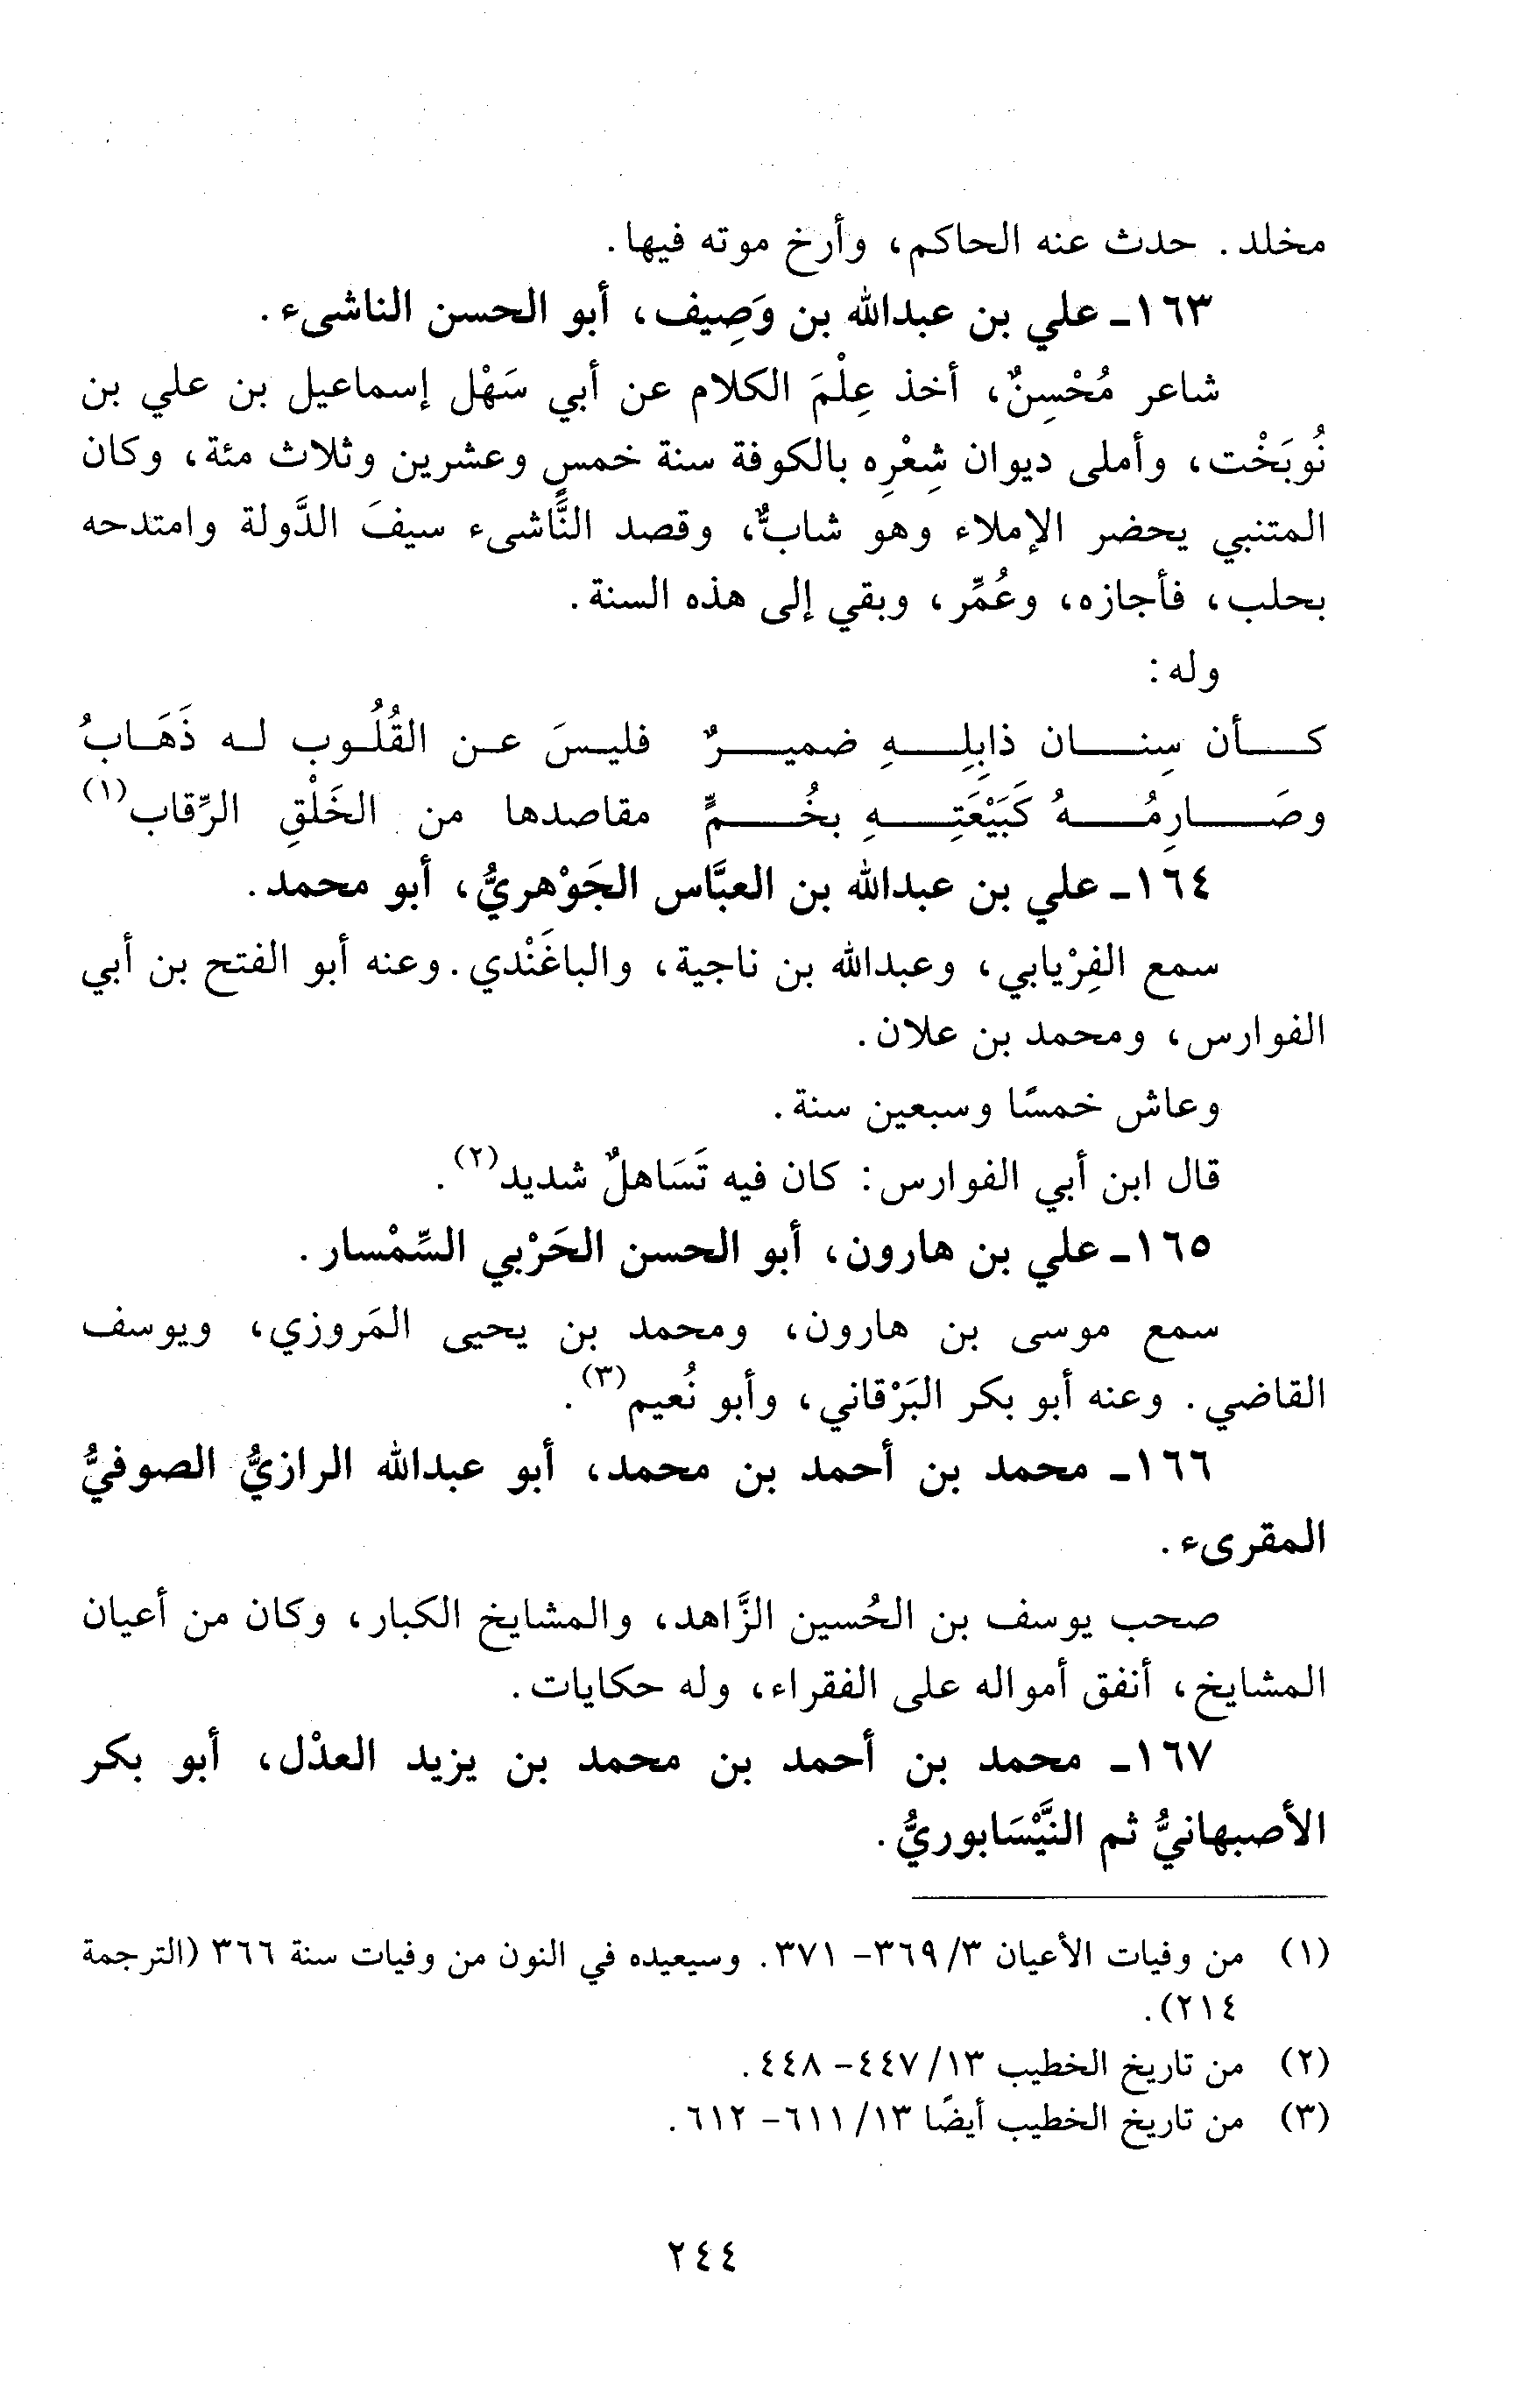 مخلد. حدث عنه الحاكم، وأرخ موته فيها.
١٦٣ـ علي بن عبدالله بن وَصِيف، أبو الحسن الناشىء.
شاعر مُحْسِنٌ، أخذ عِلْمَ الكلام عن أبي سَهْل إسماعيل بن علي بن
نُوبَخْت، وأملى ديوان شِعْرِه بالكوفة سنة خمسٍ وعشرين وثلاث مئة، وكان
المتنبي يحضر الإملاء وهو شابٌّ، وقصد النَّاشىء سيفَ الدَّولة وامتدحه
بحلب، فأجازه، وعُمِّر، وبقي إلى هذه السنة.
وله:
كأن سِنان ذابِلِهِ ضميرٌ فليسَ عن القُلُوب له ذَهَابُ
وصَارِمُهُ كَبَيْعَتِهِ بخُمٍّ مقاصدها من الخَلْقِ الرِّقاب(١)
١٦٤ـ علي بن عبدالله بن العبَّاس الجَوْهريُّ، أبو محمد.
سمع الفِرْيابي، وعبدالله بن ناجية، والباغَنْدي. وعنه أبو الفتح بن أبي
الفوارس، ومحمد بن علان.
وعاش خمسًا وسبعين سنة.
قال ابن أبي الفوارس: كان فيه تَسَاهلٌ شديد(٢).
١٦٥ـ علي بن هارون، أبو الحسن الحَرْبي السِّمْسار.
سمع موسى بن هارون، ومحمد بن يحيى المَروزي، ويوسف
القاضي. وعنه أبو بكر البَرْقاني، وأبو نُعيم(٣).
١٦٦ـ محمد بن أحمد بن محمد، أبو عبدالله الرازيُّ الصوفيُّ
المقرىء.
صحب يوسف بن الحُسين الزَّاهد، والمشايخ الكبار، وكان من أعيان
المشايخ، أنفق أمواله على الفقراء، وله حكايات.
١٦٧ـ محمد بن أحمد بن محمد بن يزيد العدْل، أبو بكر
الأصبهانيُّ ثم النَّيْسَابوريُّ.
(١) من وفيات الأعيان ٣/ ٣٦٩- ٣٧١. وسيعيده في النون من وفيات سنة ٣٦٦ (الترجمة
٢١٤).
(٢) من تاريخ الخطيب ١٣/ ٤٤٧- ٤٤٨.
(٣) من تاريخ الخطيب أيضًا ١٣/ ٦١١- ٦١٢.
٢٤٤